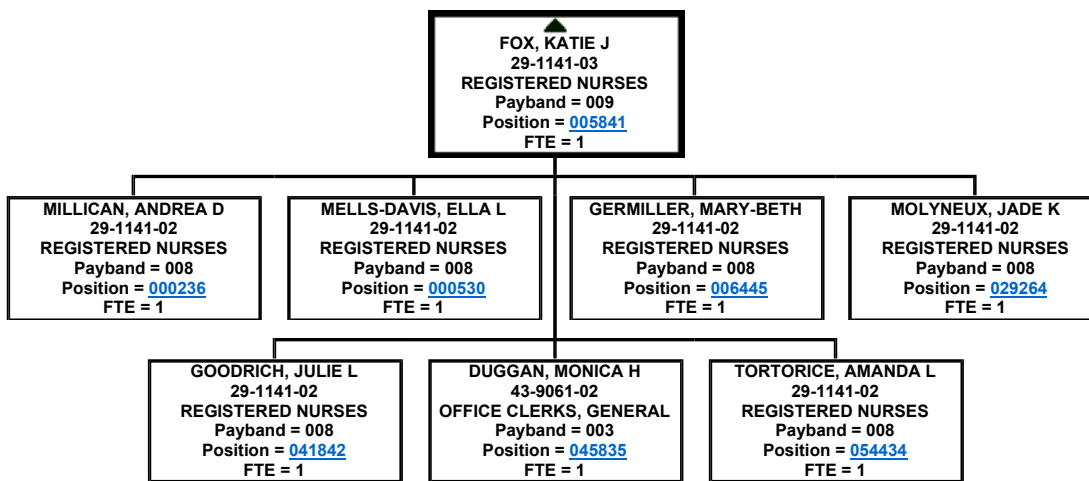 FOX, KATIE J
29-1141-03
REGISTERED NURSES
Payband = 009
Position = 005841
FTE = 1
MILLICAN, ANDREA D
29-1141-02
REGISTERED NURSES
Payband = 008
Position = 000236
FTE = 1
MELLS-DAVIS, ELLA L
29-1141-02
REGISTERED NURSES
Payband = 008
Position = 000530
FTE = 1
GERMILLER, MARY-BETH
29-1141-02
REGISTERED NURSES
Payband = 008
Position = 006445
FTE = 1
MOLYNEUX, JADE K
29-1141-02
REGISTERED NURSES
Payband = 008
Position = 029264
FTE = 1
GOODRICH, JULIE L
29-1141-02
REGISTERED NURSES
Payband = 008
Position = 041842
FTE = 1
DUGGAN, MONICA H
43-9061-02
OFFICE CLERKS, GENERAL
Payband = 003
Position = 045835
FTE = 1
TORTORICE, AMANDA L
29-1141-02
REGISTERED NURSES
Payband = 008
Position = 054434
FTE = 1